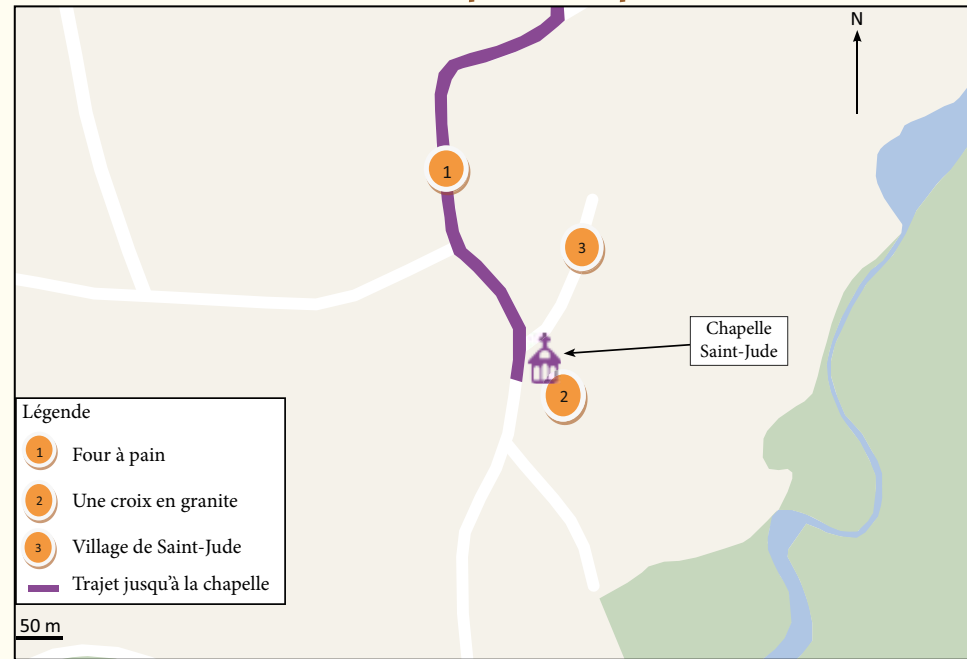 N
1
3
Chapelle
Saint-Jude
2
Légende
1 Four à pain
2 Une croix en granite
3 Village de Saint-Jude
Trajet jusqu'à la chapelle
50 m